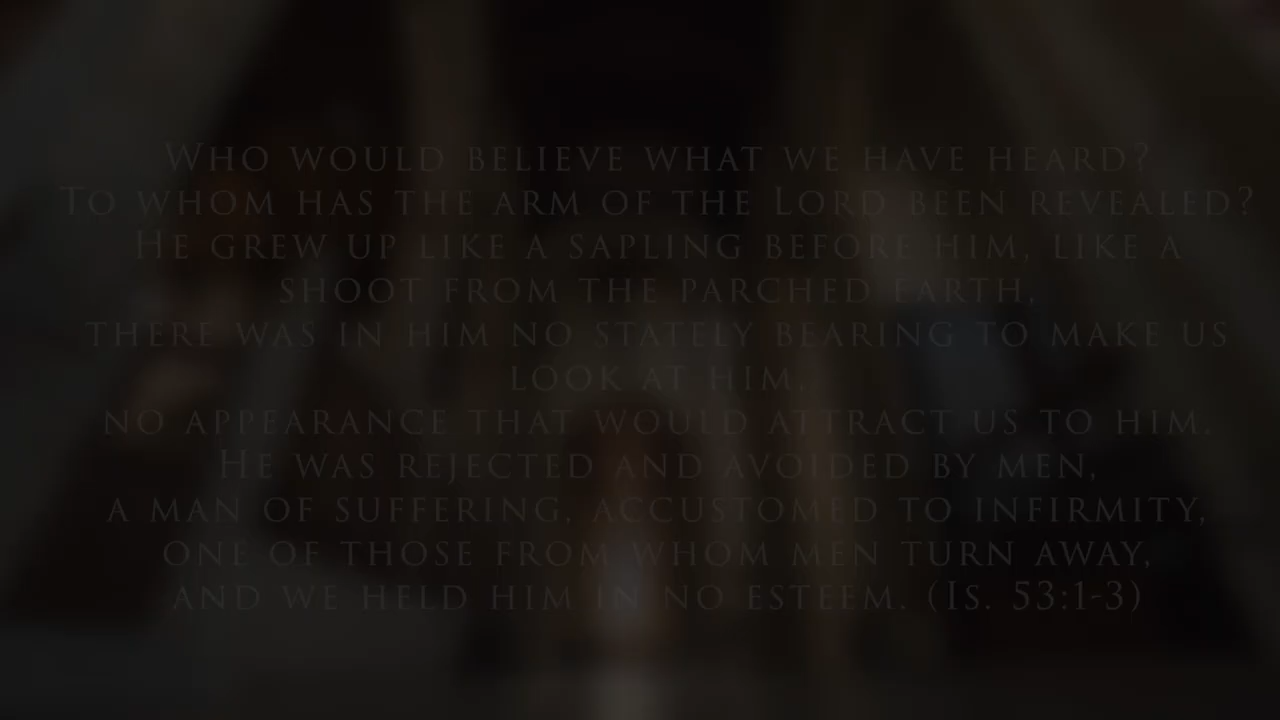 Who would believe what we have heard?
To whom has the arm of the Lord been revealed?
He grew up like a sapling before him, like a
shoot from the parched earth,
there was in him no stately bearing to make us
look at him,
no appearance that would attract us to him.
He was rejected and avoided by men,
a man of suffering, accustomed to infirmity,
one of those from whom men turn away,
and we held him in no esteem. (Is. 53:1-3)